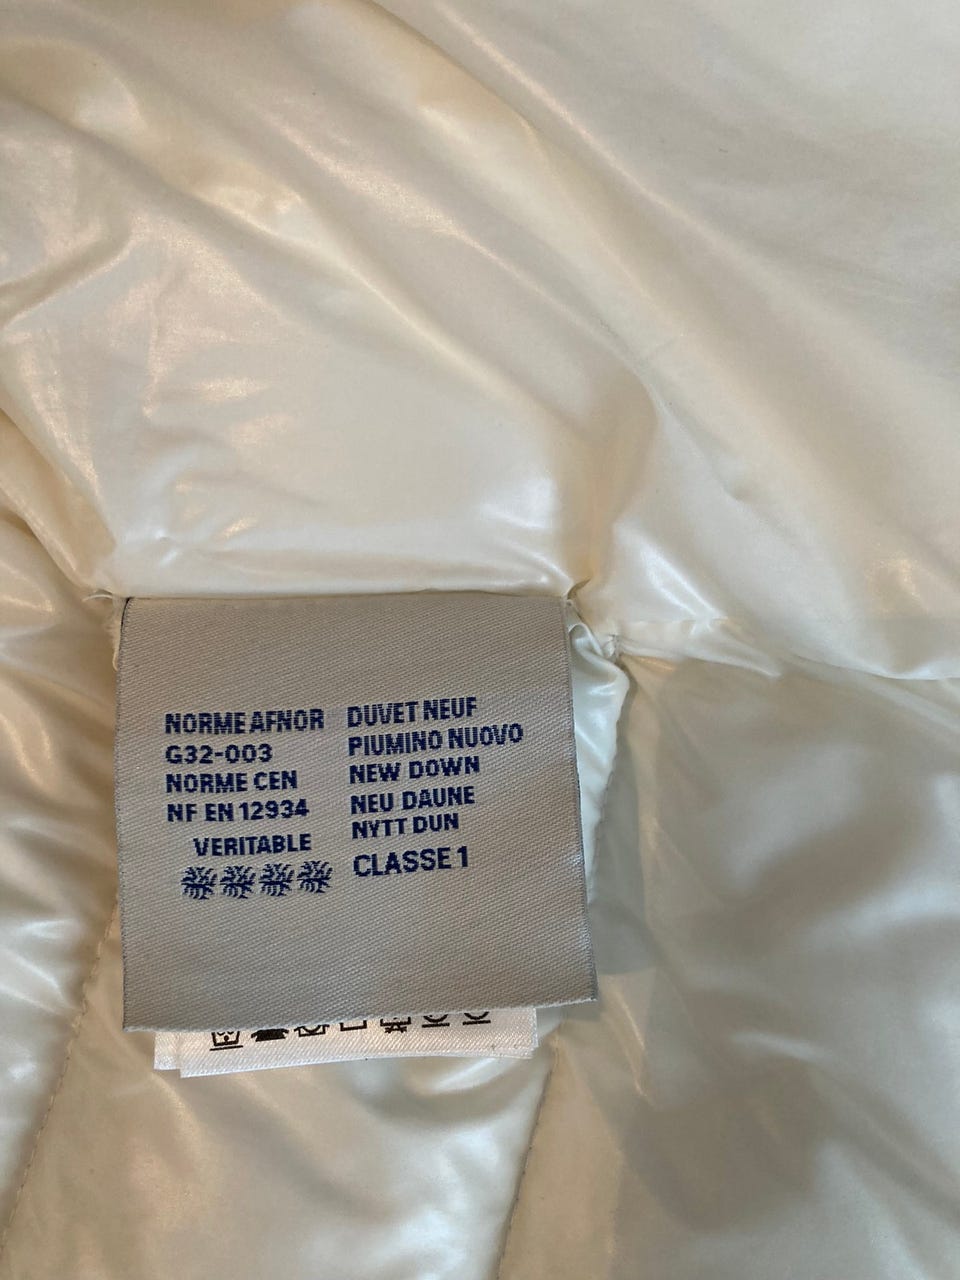 NORME AFNOR
G32-003
NORME CEN
NF EN 12934
VERITABLE
DUVET NEUF
PIUMINO NUOVO
NEW DOWN
NEU DAUNE
NYTT DUN
CLASSE 1